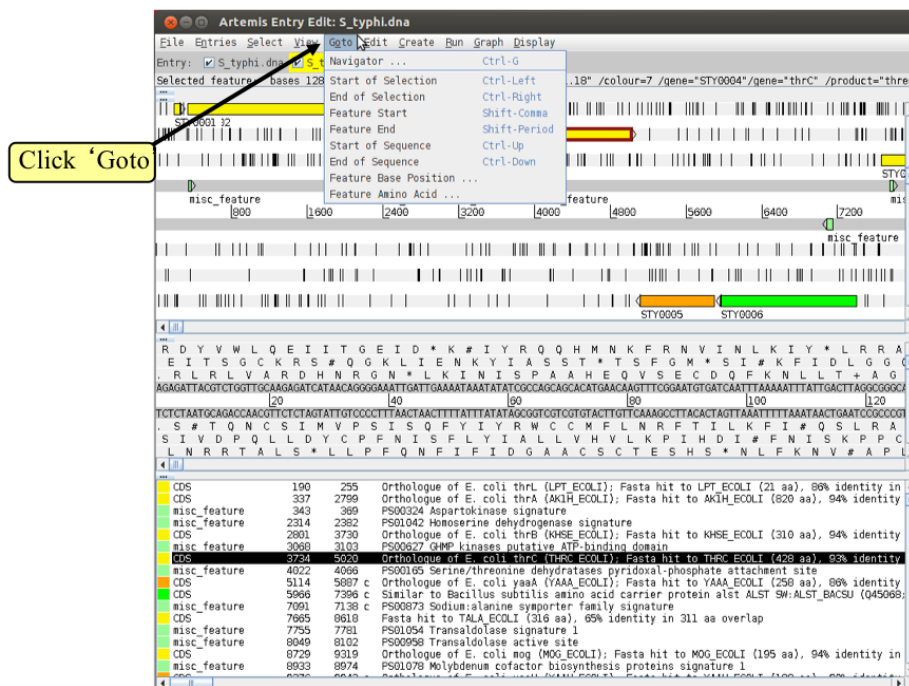 Artemis Entry Edit: S_typhi.dna
File Entries Select View Goto Edit Create Run Graph Display
Entry: S_typhi.dna S_t
Navigator ... Ctrl-G
Selected feature: bases 128 .18" /colour=7 /gene="STY0004"/gene="thrC" /product="thre
Start of Selection Ctrl-Left
End of Selection Ctrl-Right
Feature Start Shift-Comma
Feature End Shift-Period
Start of Sequence Ctrl-Up
End of Sequence Ctrl-Down
Feature Base Position ...
Feature Amino Acid ...
Click ‘Goto
STY0001
misc_feature feature
800 1600 2400 3200 4000 4800 5600 6400 7200
misc_feature
STY0005 STY0006
R D Y V W L Q E I I T G E I D * K # I Y R Q Q H M N K F R N V I N L K I Y * L R R A
E I T S G C K R S # Q G K L I E N K Y I A S S T * T S F G M * S I # K F I D L G G
. R L R L V A R D H N R G N * L K I N I S P A A H E Q V S E C D Q F K N L L T + A G
AGAGATTACGTCTGGTTGCAAGAGATCATAACAGGGGAAATTGATTGAAAATAAATATATCGCCAGCAGCACATGAACAAGTTTCGGAATGTGATCAATTTAAAAATTTATTGACTTAGGCGGGCA
20 40 60 80 100 120
TCTCTAATGCAGACCAACGTTCTCTAGTATTGTCCCCTTTAACTAACTTTTATTTATATAGCGGTCGTCGTGTACTTGTTCAAAGCCTTACACTAGTTAAATTTTTAAATAACTGAATCCGCCCGT
. S # T Q N C S I M V P S I S Q F Y I Y R W C C M F L N R F T I L K F I # Q S L R A
S I V D P Q L L D Y C P F N I S F L Y I A L L V H V L K P I H D I # F N I S K P P C
L N R R T A L S * L L P F Q N F I F I D G A A C S C T E S H S * N L F K N V # A P L
CDS 190 255 Orthologue of E. coli thrL (LPT_ECOLI); Fasta hit to LPT_ECOLI (21 aa), 86% identity in
CDS 337 2799 Orthologue of E. coli thrA (AK1H_ECOLI); Fasta hit to AK1H_ECOLI (820 aa), 94% identity
misc_feature 343 369 PS00324 Aspartokinase signature
misc_feature 2314 2382 PS01042 Homoserine dehydrogenase signature
CDS 2801 3730 Orthologue of E. coli thrB (KHSE_ECOLI); Fasta hit to KHSE_ECOLI (310 aa), 94% identity
misc_feature 3068 3103 PS00627 GHMP kinases putative ATP-binding domain
CDS 3734 5020 Orthologue of E. coli thrC (THRC_ECOLI); Fasta hit to THRC_ECOLI (428 aa), 93% identity
misc_feature 4022 4066 PS00165 Serine/threonine dehydratases pyridoxal-phosphate attachment site
CDS 5114 5887 c Orthologue of E. coli yaaA (YAAA_ECOLI); Fasta hit to YAAA_ECOLI (258 aa), 86% identity
CDS 5966 7396 c Similar to Bacillus subtilis amino acid carrier protein alst ALST SW:ALST_BACSU (Q45068;
misc_feature 7091 7138 c PS00873 Sodium:alanine symporter family signature
CDS 7665 8618 Fasta hit to TALA_ECOLI (316 aa), 65% identity in 311 aa overlap
misc_feature 7755 7781 PS01054 Transaldolase signature 1
misc_feature 8049 8102 PS00958 Transaldolase active site
CDS 8729 9319 Orthologue of E. coli mog (MOG_ECOLI); Fasta hit to MOG_ECOLI (195 aa), 94% identity in
misc_feature 8933 8974 PS01078 Molybdenum cofactor biosynthesis proteins signature 1